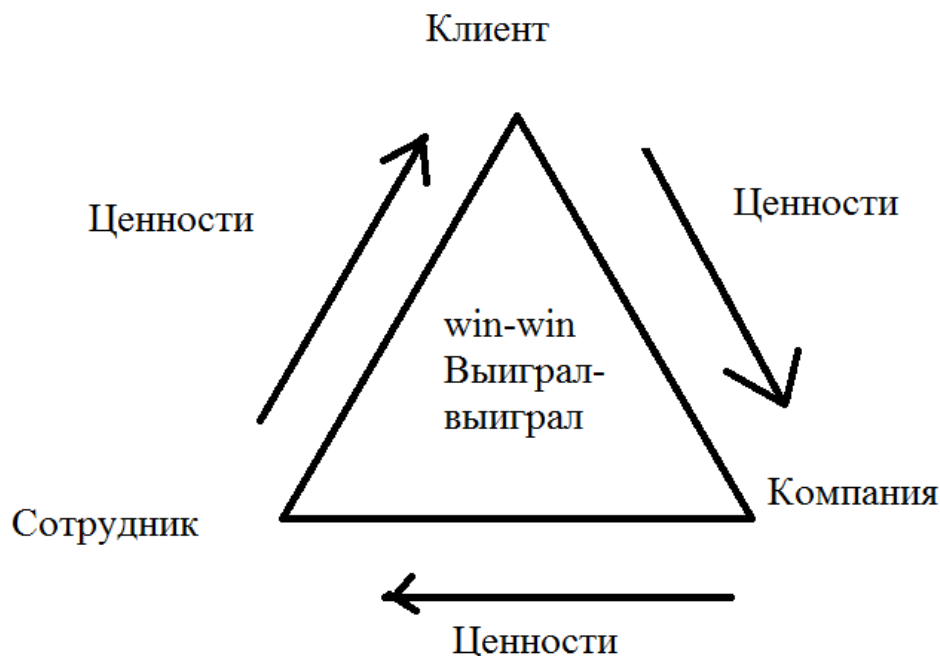 Клиент
Ценности
Ценности
win-win
Выиграл-
выиграл
Компания
Сотрудник
Ценности